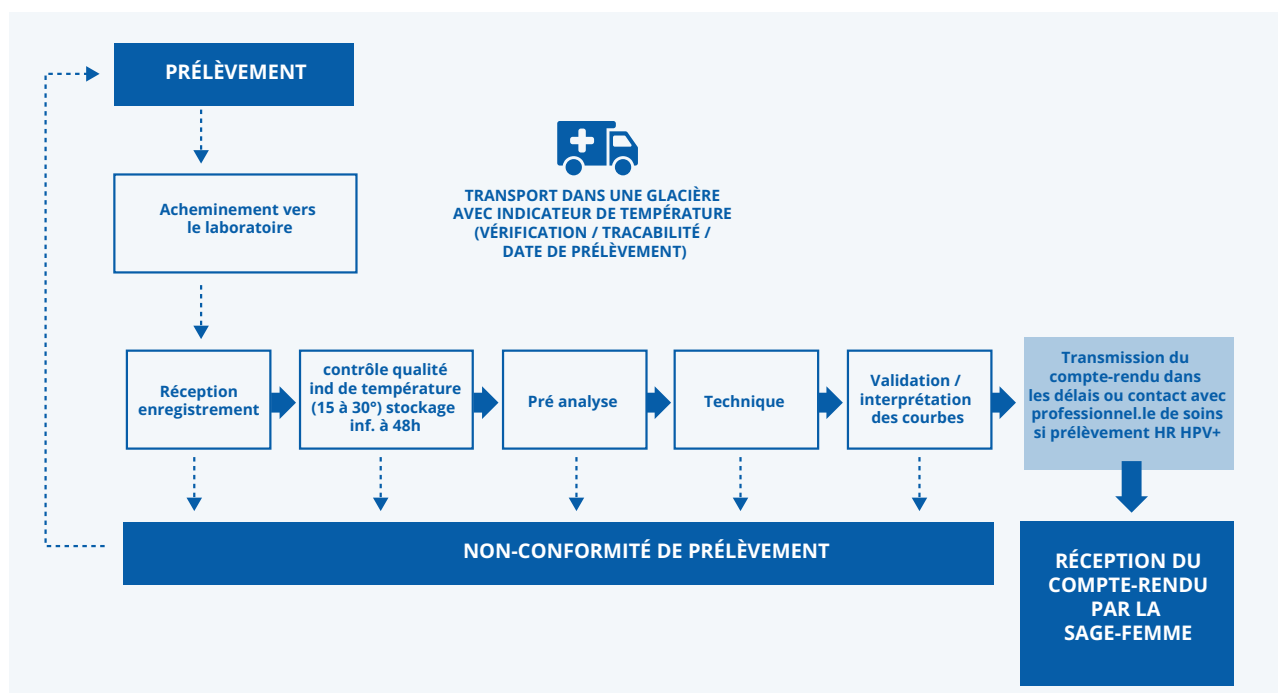 PRÉLÈVEMENT
Acheminement vers
le laboratoire
TRANSPORT DANS UNE GLACIÈRE
AVEC INDICATEUR DE TEMPÉRATURE
(VÉRIFICATION / TRACABILITÉ /
DATE DE PRÉLÈVEMENT)
Réception
enregistrement
contrôle qualité
ind de température
(15 à 30°) stockage
inf. à 48h
Pré analyse
Technique
Validation /
interprétation
des courbes
Transmission du
compte-rendu dans
les délais ou contact avec
professionnel.le de soins
si prélèvement HR HPV+
NON-CONFORMITÉ DE PRÉLÈVEMENT
RÉCEPTION DU
COMPTE-RENDU
PAR LA
SAGE-FEMME